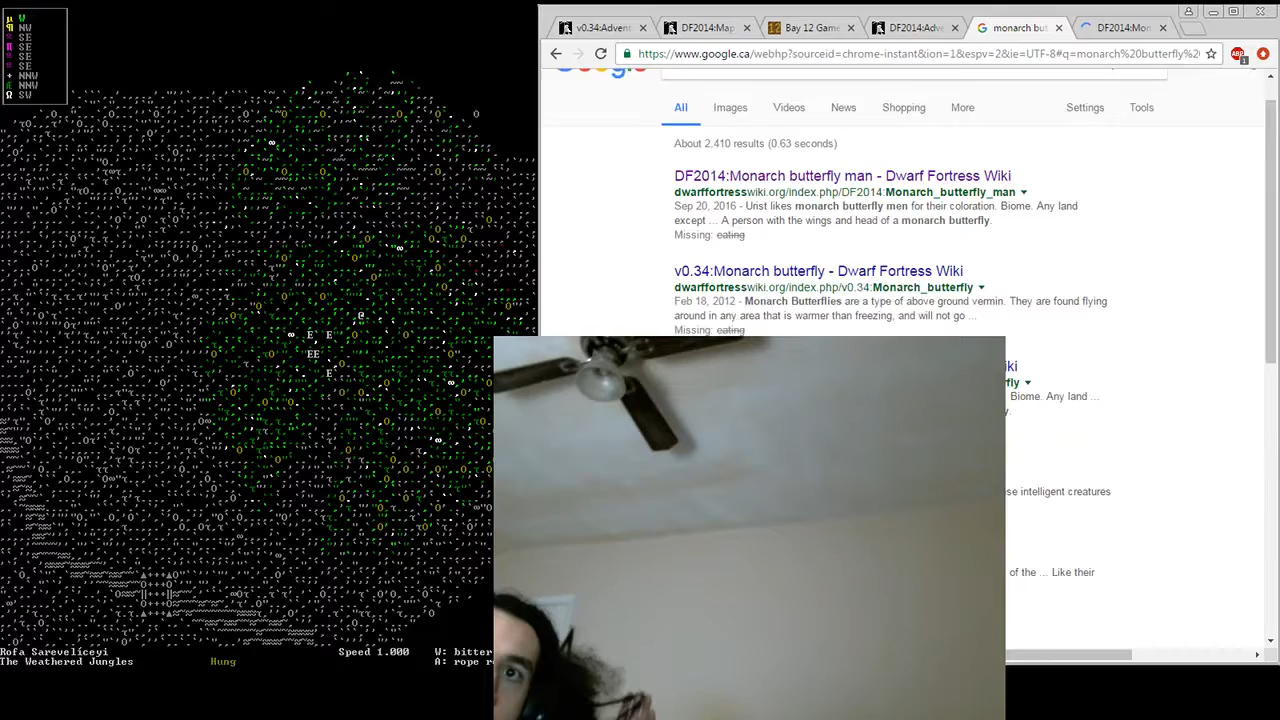 W
NW
SE
SE
SE
SE
NNW
NNW
SW
Rofa Sarevelíceyi
The Weathered Jungles
Hung
Speed 1.000
W: bitter
A: rope r
v0.34:Advent
DF2014:Map
Bay 12 Game
DF2014:Adve
monarch but
DF2014:Mon
https://www.google.ca/webhp?sourceid=chrome-instant&ion=1&espv=2&ie=UTF-8#q=monarch%20butterfly%2
ABP
1
All Images Videos News Shopping More Settings Tools
About 2,410 results (0.63 seconds)
DF2014:Monarch butterfly man - Dwarf Fortress Wiki
dwarffortresswiki.org/index.php/DF2014:Monarch_butterfly_man
Sep 20, 2016 - Urist likes monarch butterfly men for their coloration. Biome. Any land
except ... A person with the wings and head of a monarch butterfly.
Missing: eating
v0.34:Monarch butterfly - Dwarf Fortress Wiki
dwarffortresswiki.org/index.php/v0.34:Monarch_butterfly
Feb 18, 2012 - Monarch Butterflies are a type of above ground vermin. They are found flying
around in any area that is warmer than freezing, and will not go ...
Missing: eating
iki
rfly
Biome. Any land ...
y.
se intelligent creatures
of the ... Like their